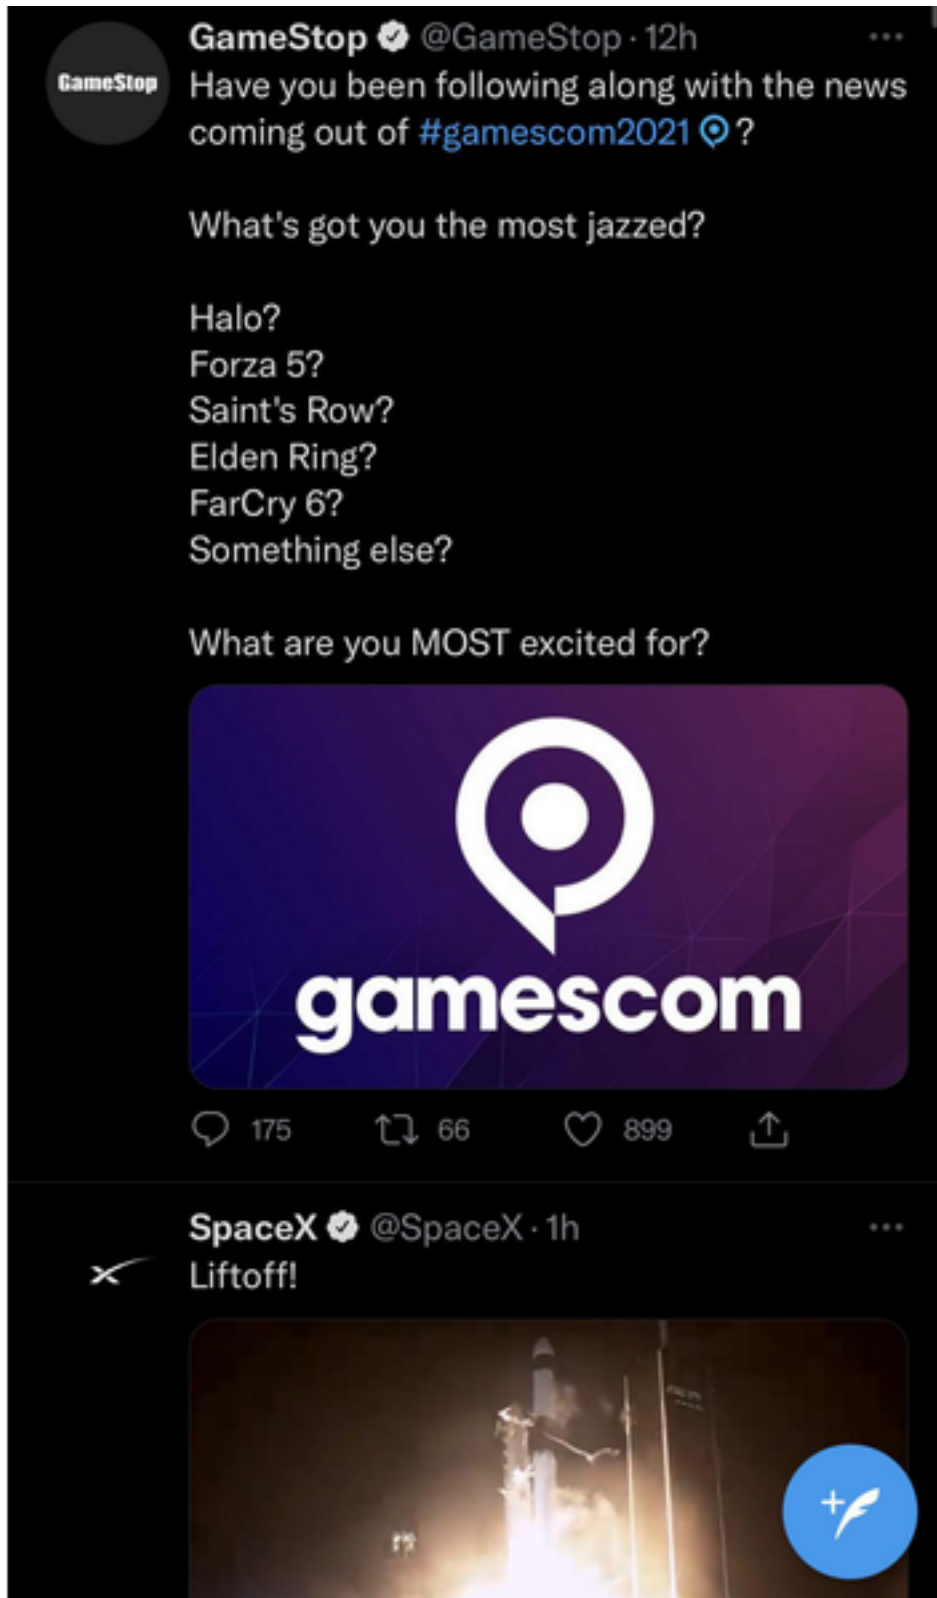 GameStop @GameStop · 12h
GameStop
Have you been following along with the news
coming out of #gamescom2021 ?
What's got you the most jazzed?
Halo?
Forza 5?
Saint's Row?
Elden Ring?
FarCry 6?
Something else?
What are you MOST excited for?
gamescom
175 66 899
SpaceX @SpaceX · 1h
Liftoff!